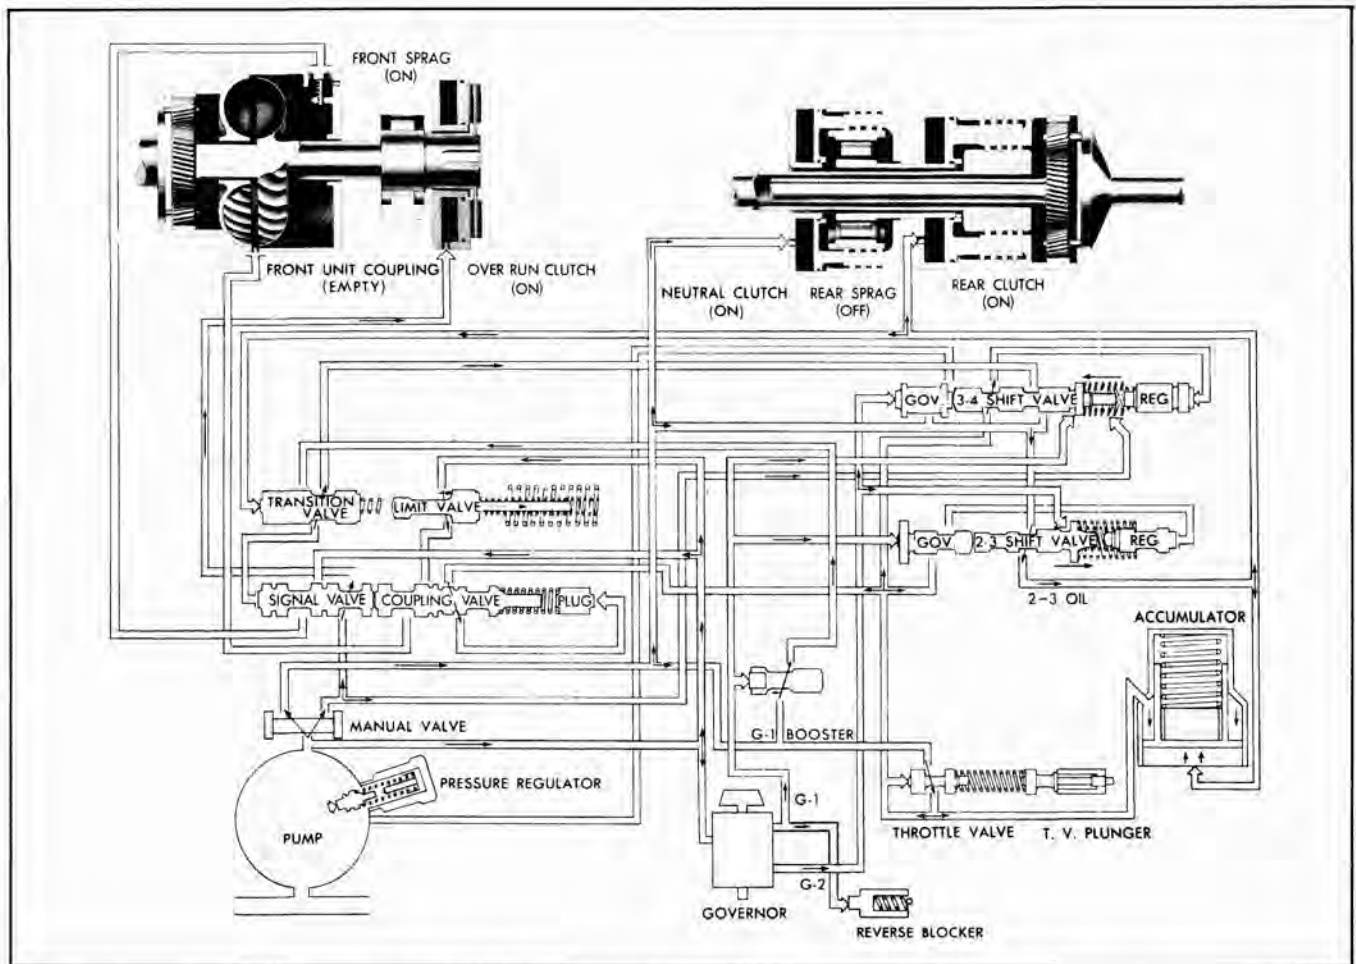 FRONT SPRAG
(ON)
FRONT UNIT COUPLING
(EMPTY)
OVER RUN CLUTCH
(ON)
NEUTRAL CLUTCH
(ON)
REAR SPRAG
(OFF)
REAR CLUTCH
(ON)
GOV.
3-4 SHIFT VALVE
REG
TRANSITION
VALVE
LIMIT VALVE
GOV.
2-3 SHIFT VALVE
REG
SIGNAL VALVE
COUPLING VALVE
PLUG
2-3 OIL
ACCUMULATOR
MANUAL VALVE
G-1 BOOSTER
PRESSURE REGULATOR
G-1
PUMP
THROTTLE VALVE
T. V. PLUNGER
G-2
GOVERNOR
REVERSE BLOCKER